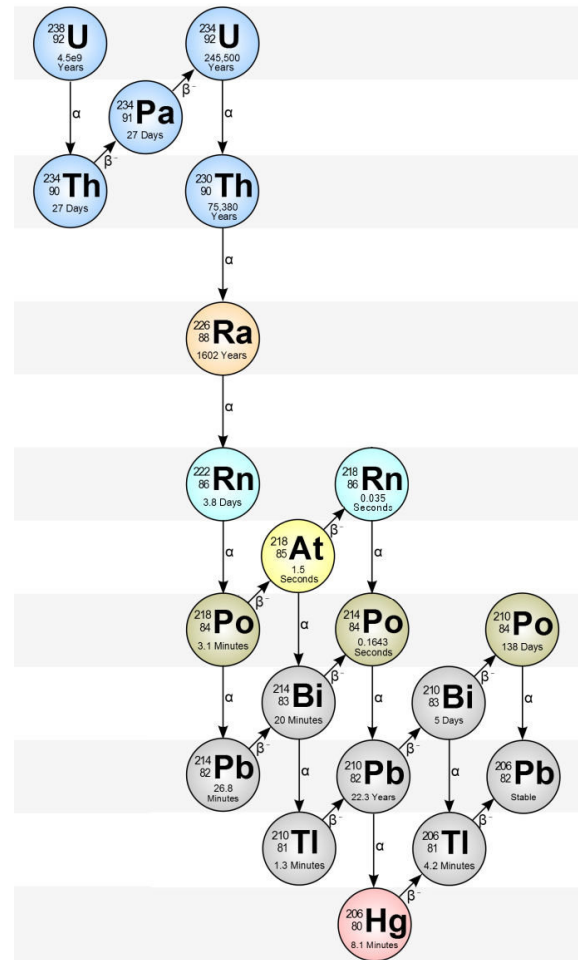 238 92 U 4.5e9 Years
234 92 U 245,500 Years
α
β⁻
234 91 Pa 27 Days
α
β⁻
234 90 Th 27 Days
230 90 Th 75,380 Years
α
226 88 Ra 1602 Years
α
222 86 Rn 3.8 Days
218 86 Rn 0.035 Seconds
β⁻
α
218 85 At 1.5 Seconds
α
β⁻
218 84 Po 3.1 Minutes
α
214 84 Po 0.1643 Seconds
210 84 Po 138 Days
β⁻
β⁻
α
214 83 Bi 20 Minutes
α
210 83 Bi 5 Days
α
β⁻
β⁻
214 82 Pb 26.8 Minutes
α
210 82 Pb 22.3 Years
α
206 82 Pb Stable
β⁻
β⁻
210 81 Tl 1.3 Minutes
α
206 81 Tl 4.2 Minutes
β⁻
206 80 Hg 8.1 Minutes